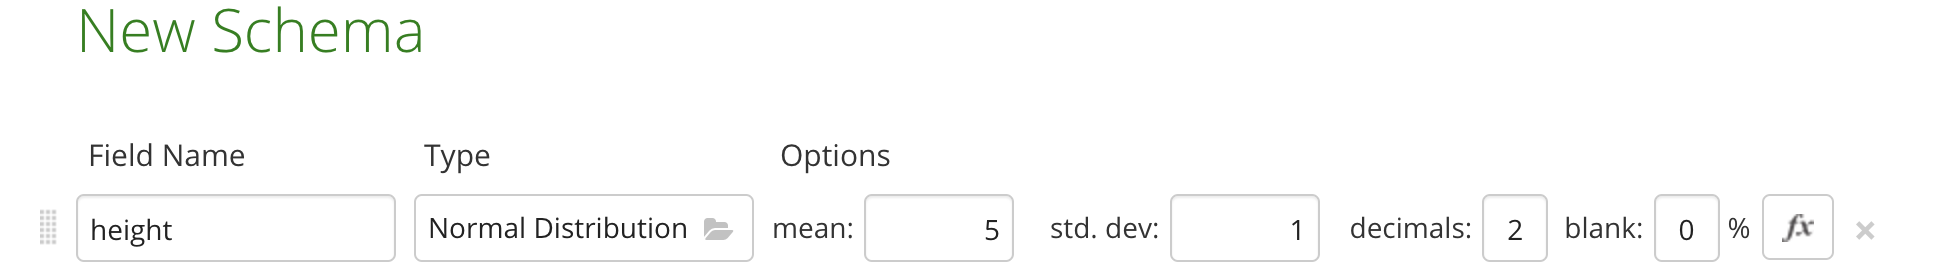 New Schema
Field Name Type Options
height Normal Distribution mean: 5 std. dev: 1 decimals: 2 blank: 0 % fx ×